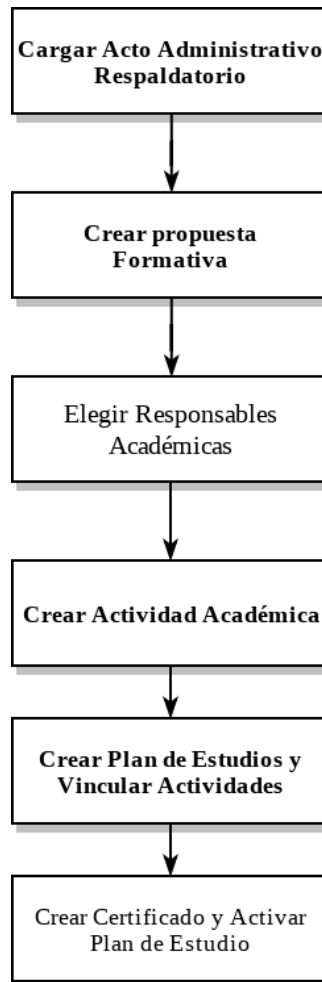 Cargar Acto Administrativo
Respaldatorio
Crear propuesta
Formativa
Elegir Responsables
Académicas
Crear Actividad Académica
Crear Plan de Estudios y
Vincular Actividades
Crear Certificado y Activar
Plan de Estudio